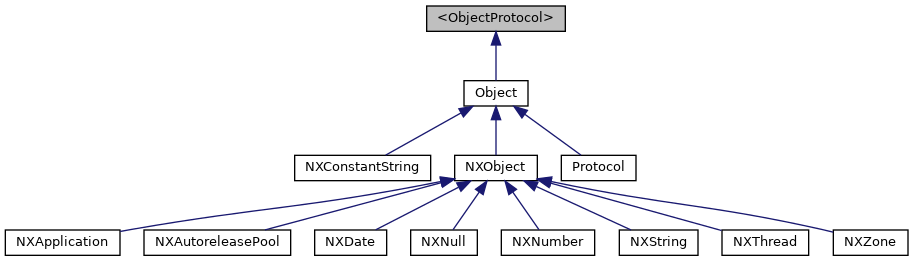 <ObjectProtocol>
Object
NXConstantString
NXObject
Protocol
NXApplication
NXAutoreleasePool
NXDate
NXNull
NXNumber
NXString
NXThread
NXZone